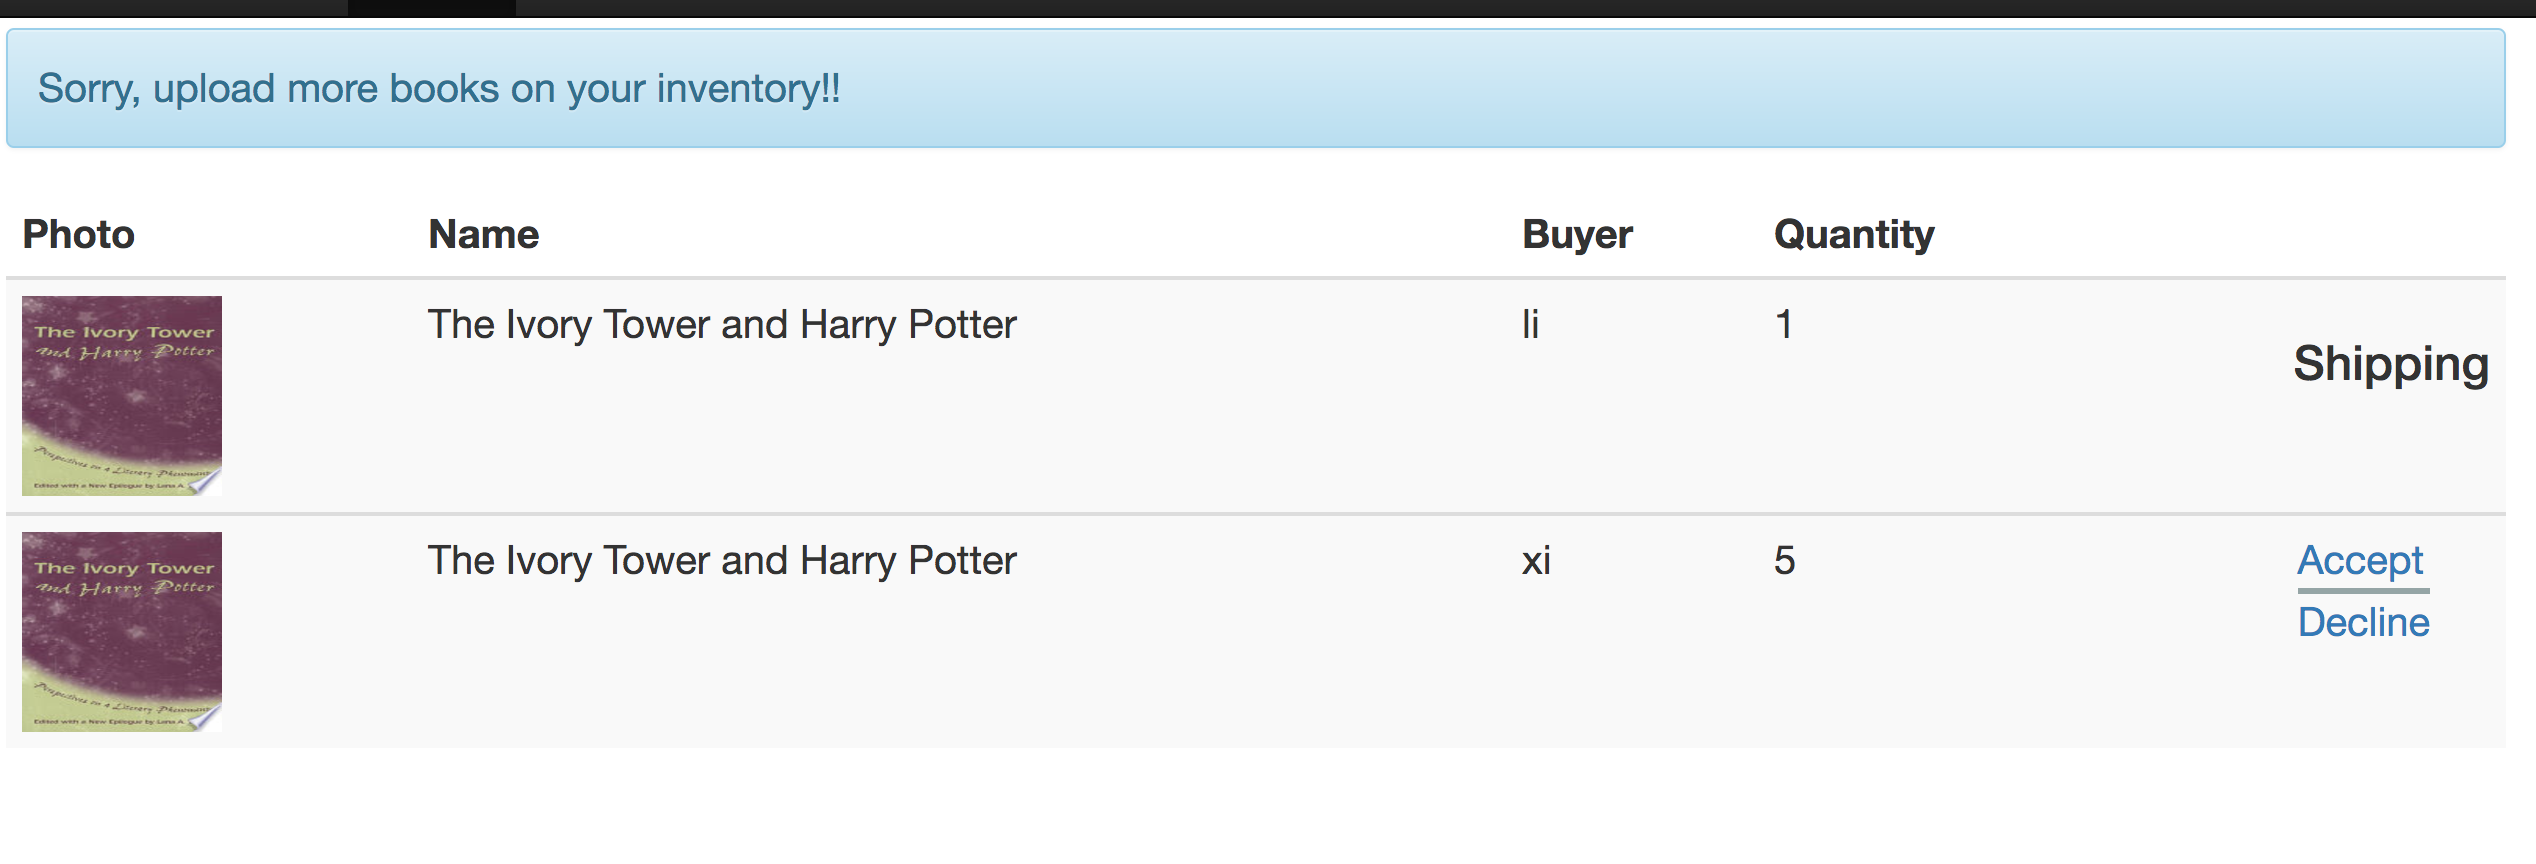 Sorry, upload more books on your inventory!!
Photo Name Buyer Quantity
The Ivory Tower
and Harry Potter
Perspectives on a Literary Phenomenon
Edited with a New Epilogue by Lana A.
The Ivory Tower and Harry Potter li 1
Shipping
The Ivory Tower
and Harry Potter
Perspectives on a Literary Phenomenon
Edited with a New Epilogue by Lana A.
The Ivory Tower and Harry Potter xi 5
Accept
Decline